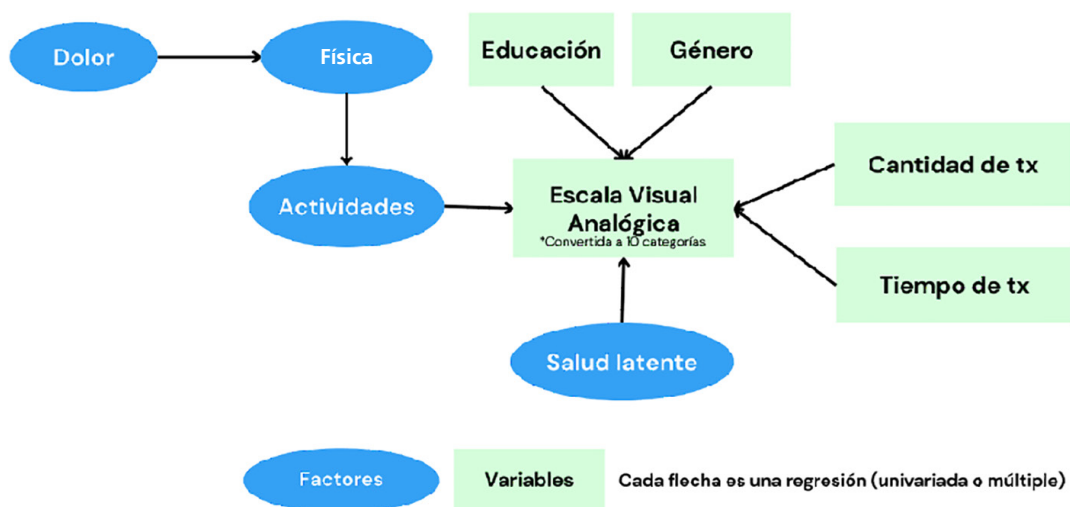 Dolor
Física
Educación
Género
Actividades
Escala Visual
Analógica
*Convertida a 10 categorías
Cantidad de tx
Tiempo de tx
Salud latente
Factores
Variables
Cada flecha es una regresión (univariada o múltiple)